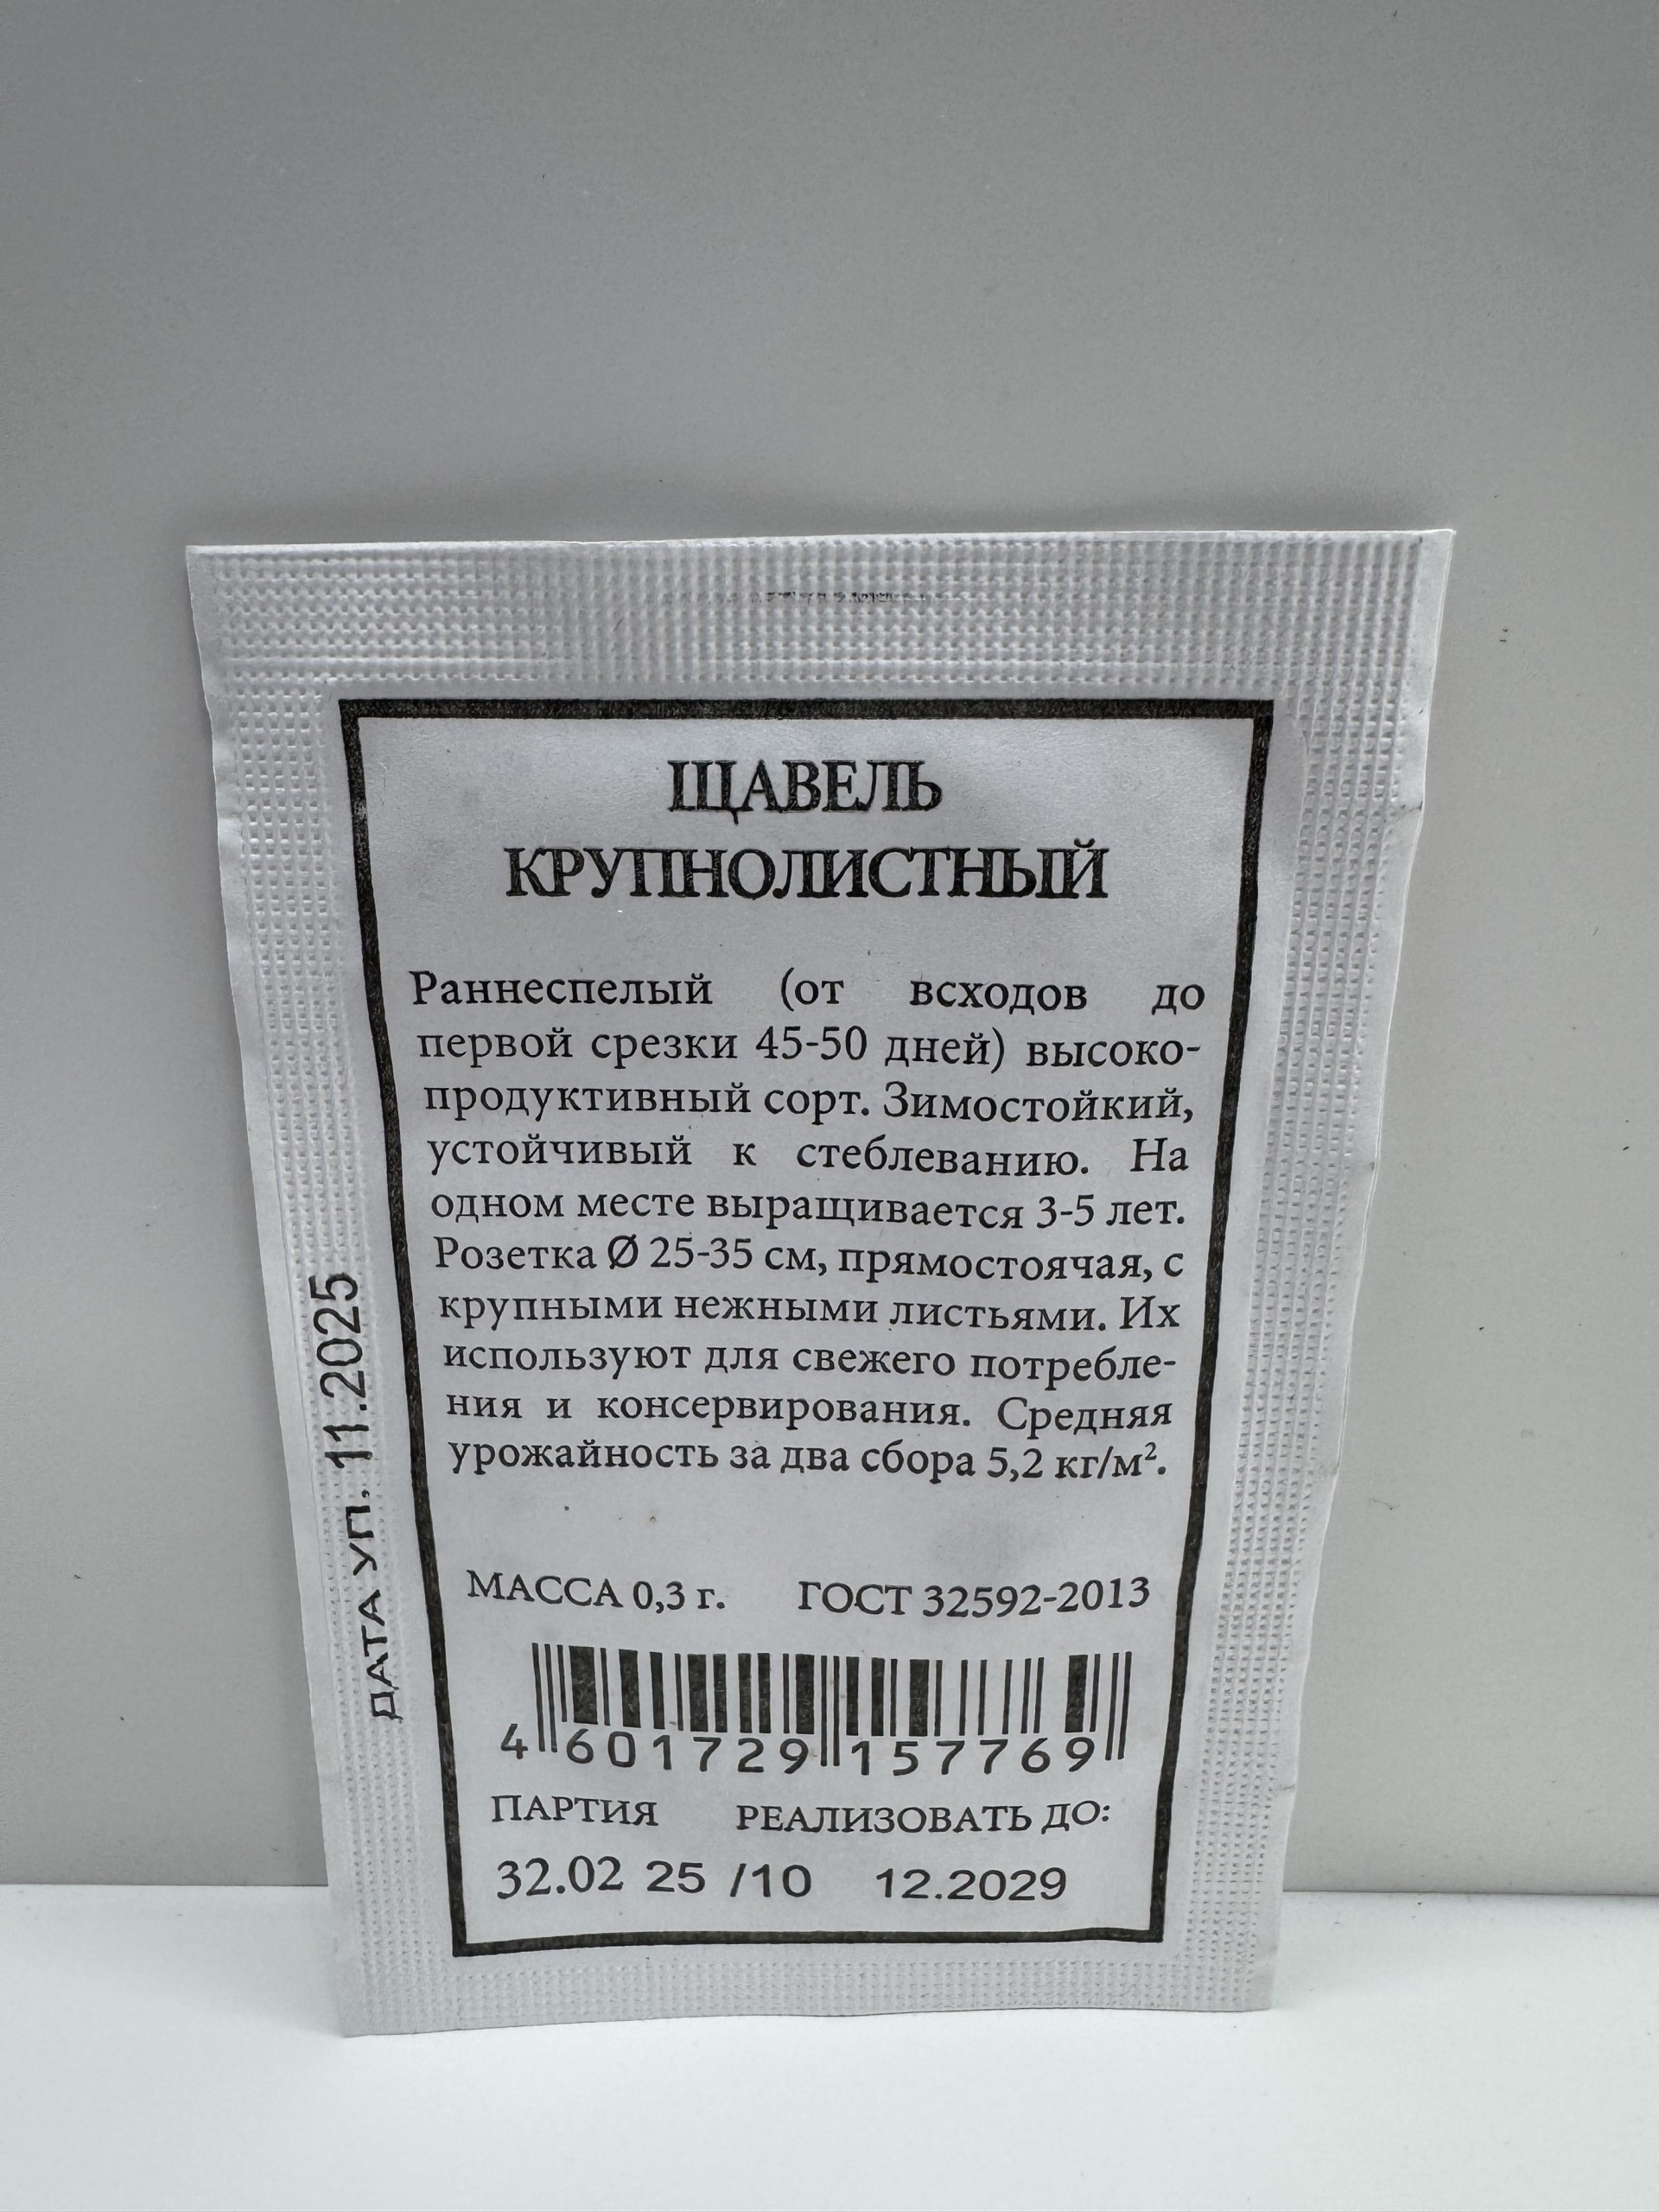 ЩАВЕЛЬ
КРУПНОЛИСТНЫЙ
Раннеспелый (от всходов до
первой срезки 45-50 дней) высоко-
продуктивный сорт. Зимостойкий,
устойчивый к стеблеванию. На
одном месте выращивается 3-5 лет.
Розетка Ø 25-35 см, прямостоячая, с
крупными нежными листьями. Их
используют для свежего потребле-
ния и консервирования. Средняя
урожайность за два сбора 5,2 кг/м².
МАССА 0,3 г. ГОСТ 32592-2013
4 601729 157769
ПАРТИЯ РЕАЛИЗОВАТЬ ДО:
32.02 25 /10 12.2029
ДАТА УП. 11.2025